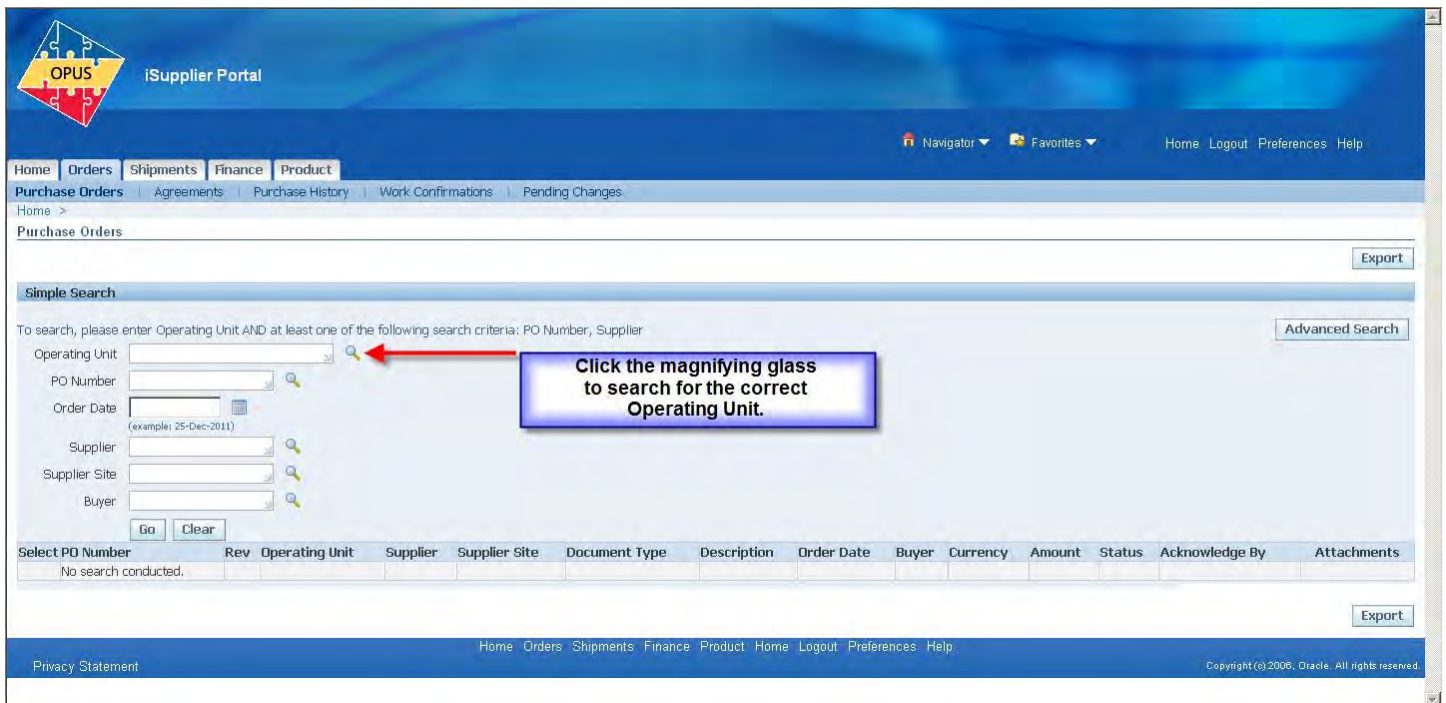 OPUS
iSupplier Portal
Navigator Favorites Home Logout Preferences Help
Home Orders Shipments Finance Product
Purchase Orders | Agreements | Purchase History | Work Confirmations | Pending Changes
Home >
Purchase Orders
Export
Simple Search
To search, please enter Operating Unit AND at least one of the following search criteria: PO Number, Supplier
Advanced Search
Operating Unit
Click the magnifying glass
to search for the correct
Operating Unit.
PO Number
Order Date
(example: 25-Dec-2011)
Supplier
Supplier Site
Buyer
Go Clear
Select PO Number Rev Operating Unit Supplier Supplier Site Document Type Description Order Date Buyer Currency Amount Status Acknowledge By Attachments
No search conducted.
Export
Home Orders Shipments Finance Product Home Logout Preferences Help
Privacy Statement
Copyright (c) 2006, Oracle. All rights reserved.